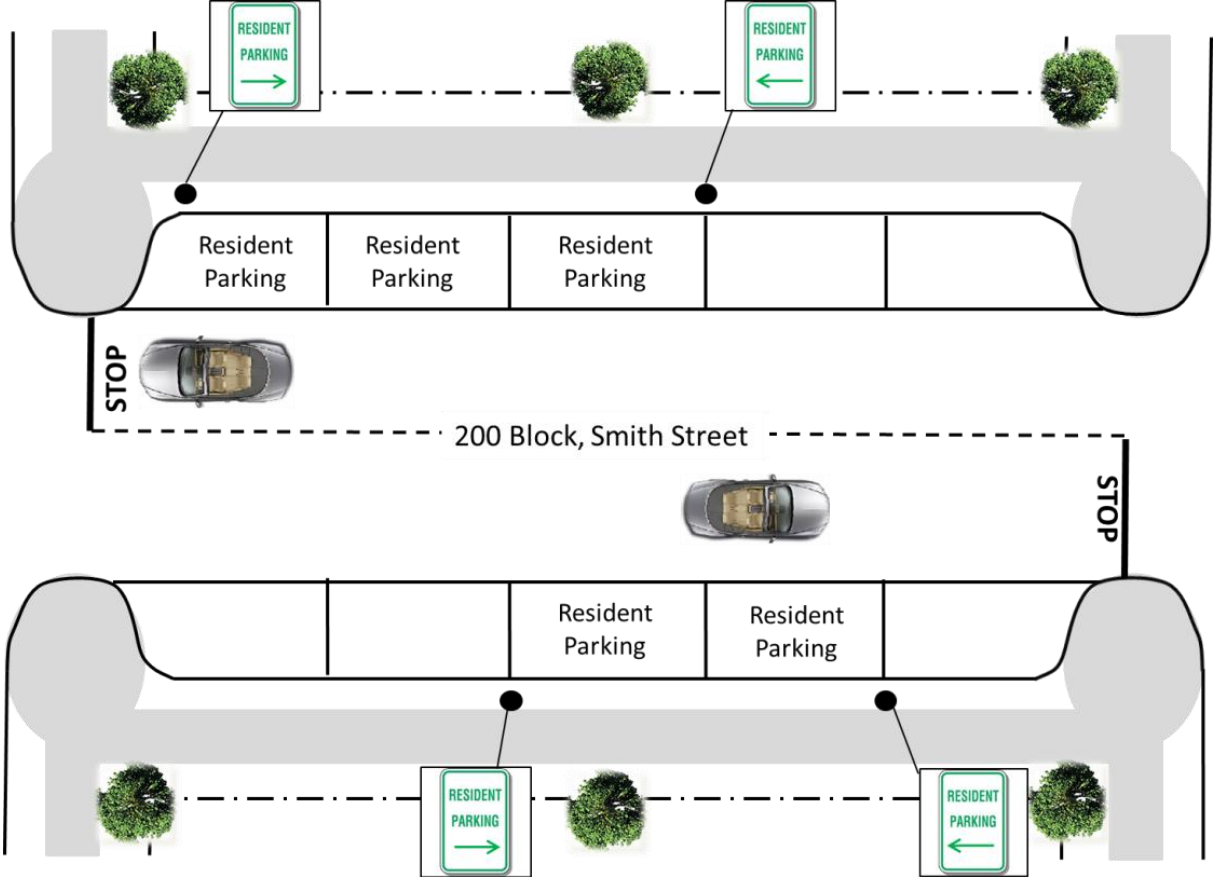 RESIDENT
PARKING
RESIDENT
PARKING
Resident
Parking
Resident
Parking
Resident
Parking
STOP
200 Block, Smith Street
STOP
Resident
Parking
Resident
Parking
RESIDENT
PARKING
RESIDENT
PARKING